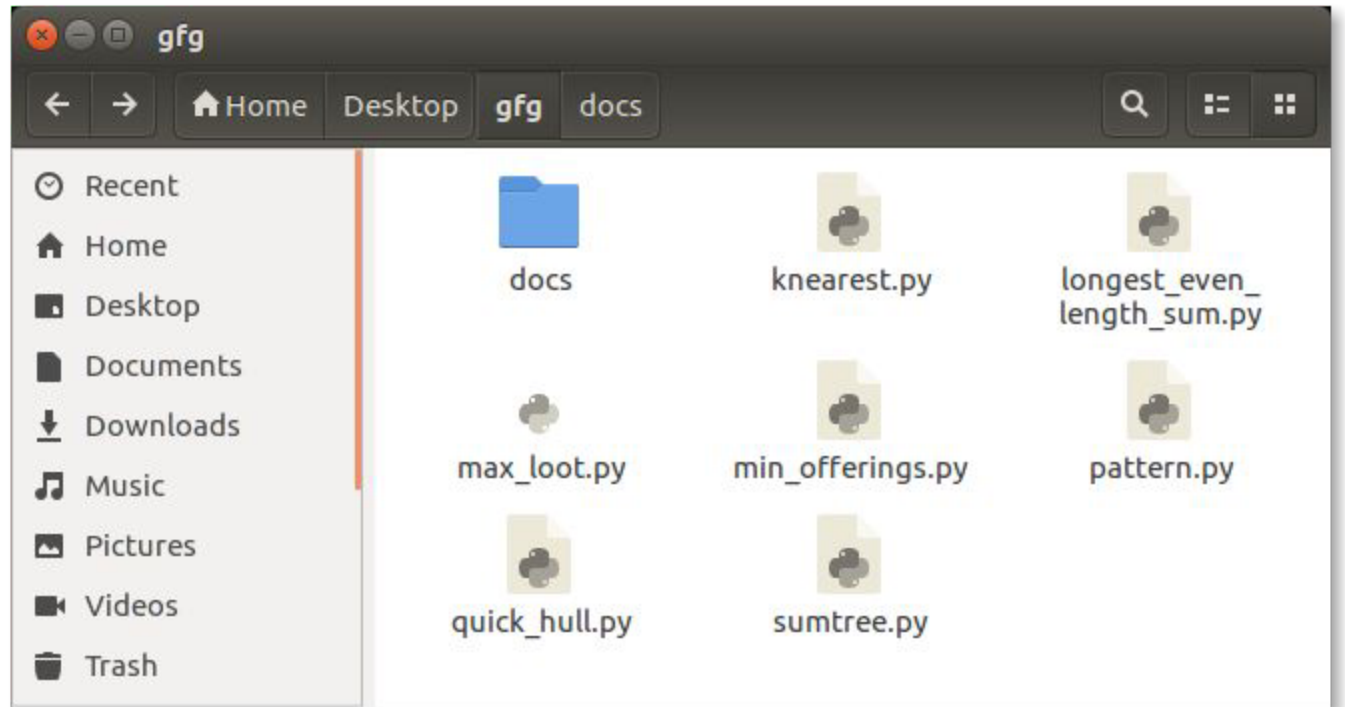 gfg
Home Desktop gfg docs
Recent
Home
Desktop
Documents
Downloads
Music
Pictures
Videos
Trash
docs
knearest.py
longest_even_
length_sum.py
max_loot.py
min_offerings.py
pattern.py
quick_hull.py
sumtree.py